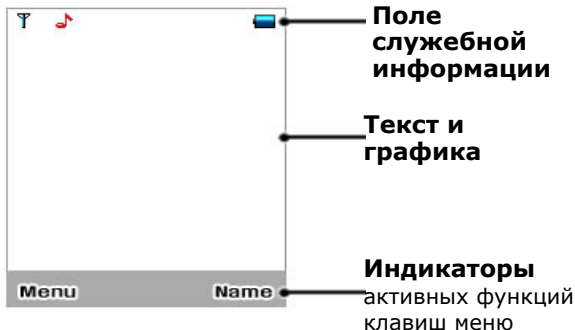 Поле
служебной
информации
Текст и
графика
Menu Name
Индикаторы
активных функций
клавиш меню